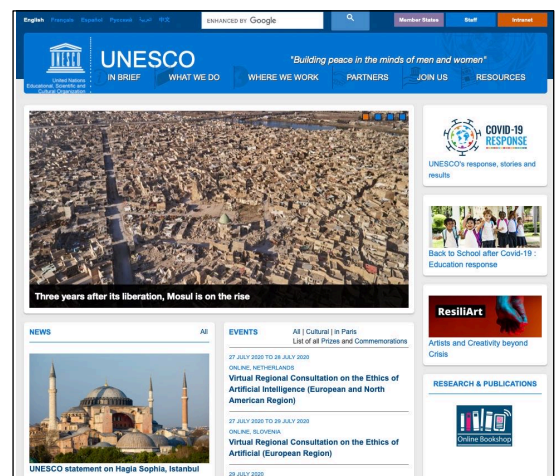 English Français Español Русский العربية 中文
ENHANCED BY Google
Member States
Staff
Intranet
United Nations
Educational, Scientific and
Cultural Organization
UNESCO
"Building peace in the minds of men and women"
IN BRIEF WHAT WE DO WHERE WE WORK PARTNERS JOIN US RESOURCES
Three years after its liberation, Mosul is on the rise
COVID-19
RESPONSE
UNESCO's response, stories and
results
Back to School after Covid-19 :
Education response
ResiliArt
Artists and Creativity beyond
Crisis
NEWS All
UNESCO statement on Hagia Sophia, Istanbul
EVENTS All | Cultural | in Paris
List of all Prizes and Commemorations
27 JULY 2020 TO 28 JULY 2020
ONLINE, NETHERLANDS
Virtual Regional Consultation on the Ethics of
Artificial Intelligence (European and North
American Region)
27 JULY 2020 TO 29 JULY 2020
ONLINE, SLOVENIA
Virtual Regional Consultation on the Ethics of
Artificial (European Region)
28 JULY 2020
RESEARCH & PUBLICATIONS
Online Bookshop